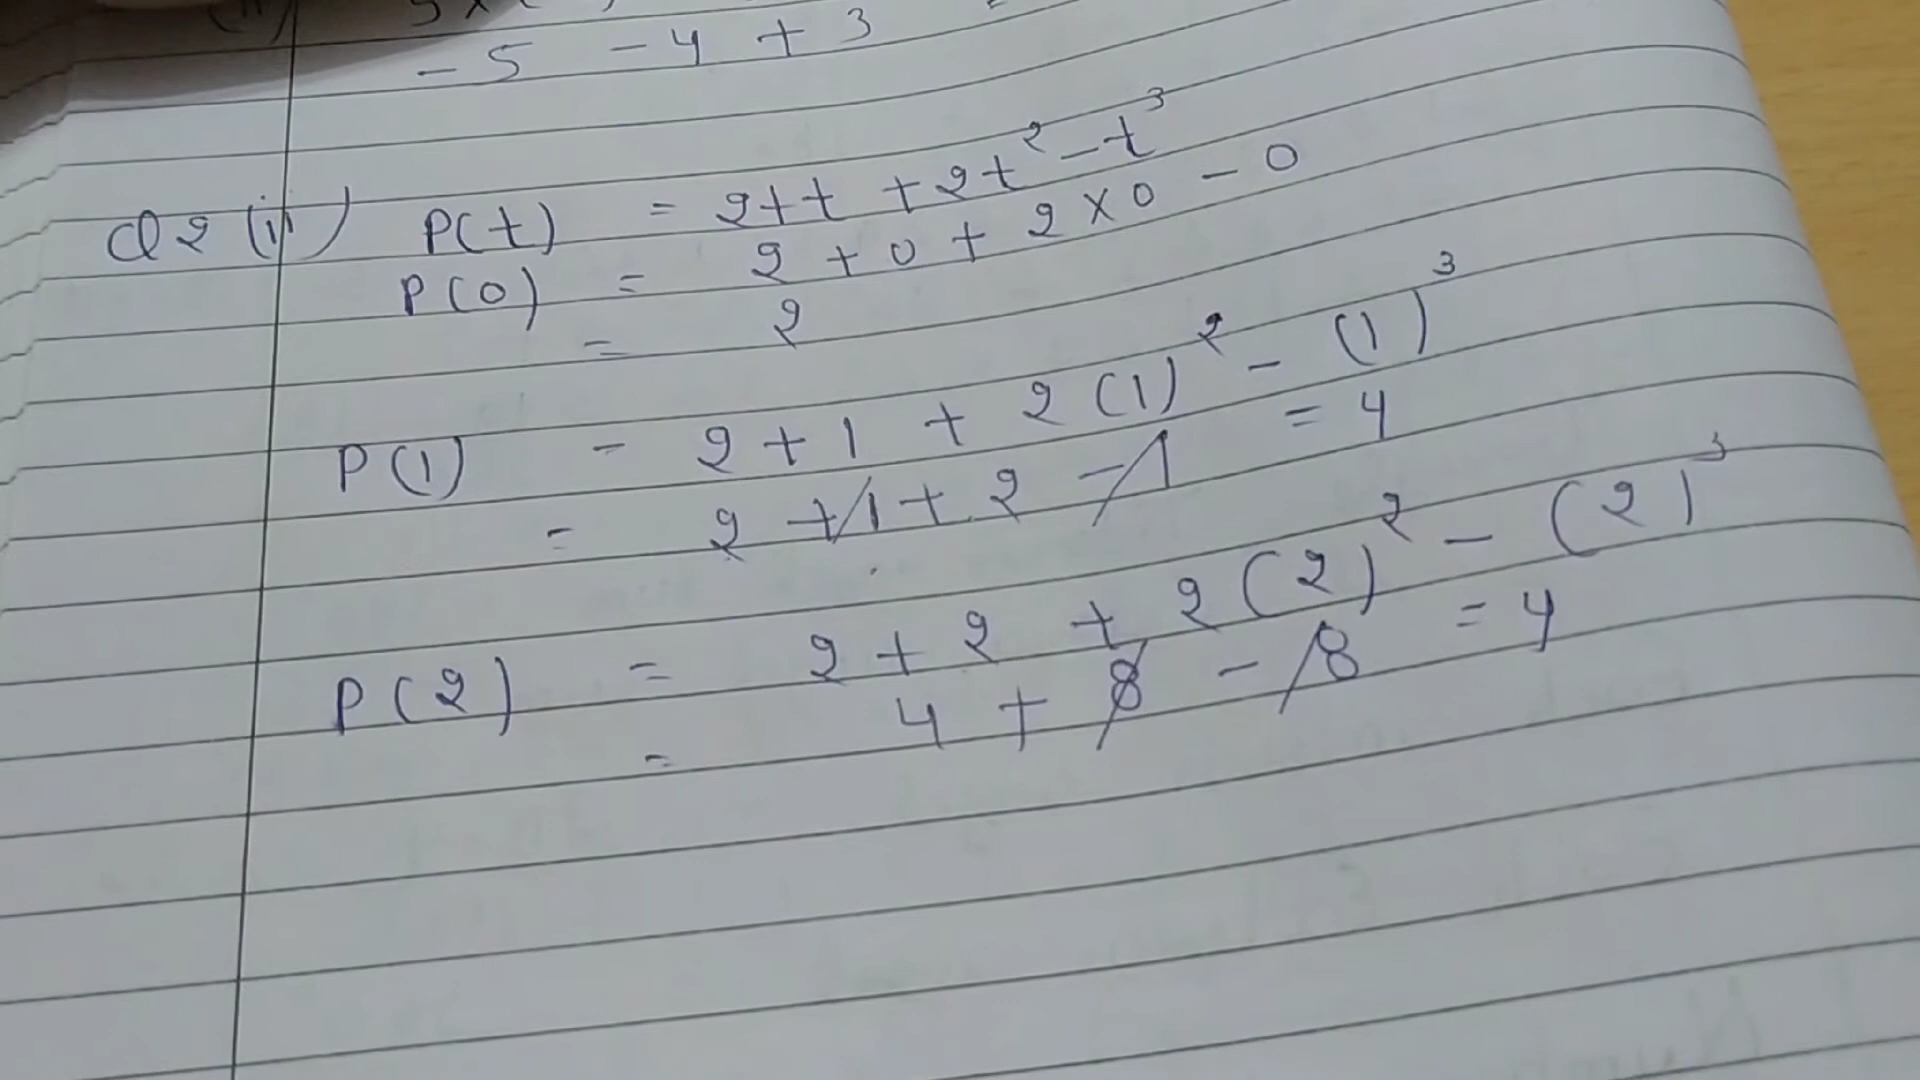 - 5 - 4 + 3
Q2 (ii) P(t) = 2+t + 2t² - t³
P(0) = 2 + 0 + 2 × 0 - 0
= 2
P(1) - 2 + 1 + 2 (1)² - (1)³
= 2 + 1 + 2 - 1 = 4
P(2) = 2 + 2 + 2 (2)² - (2)³
= 4 + 8 - 8 = 4